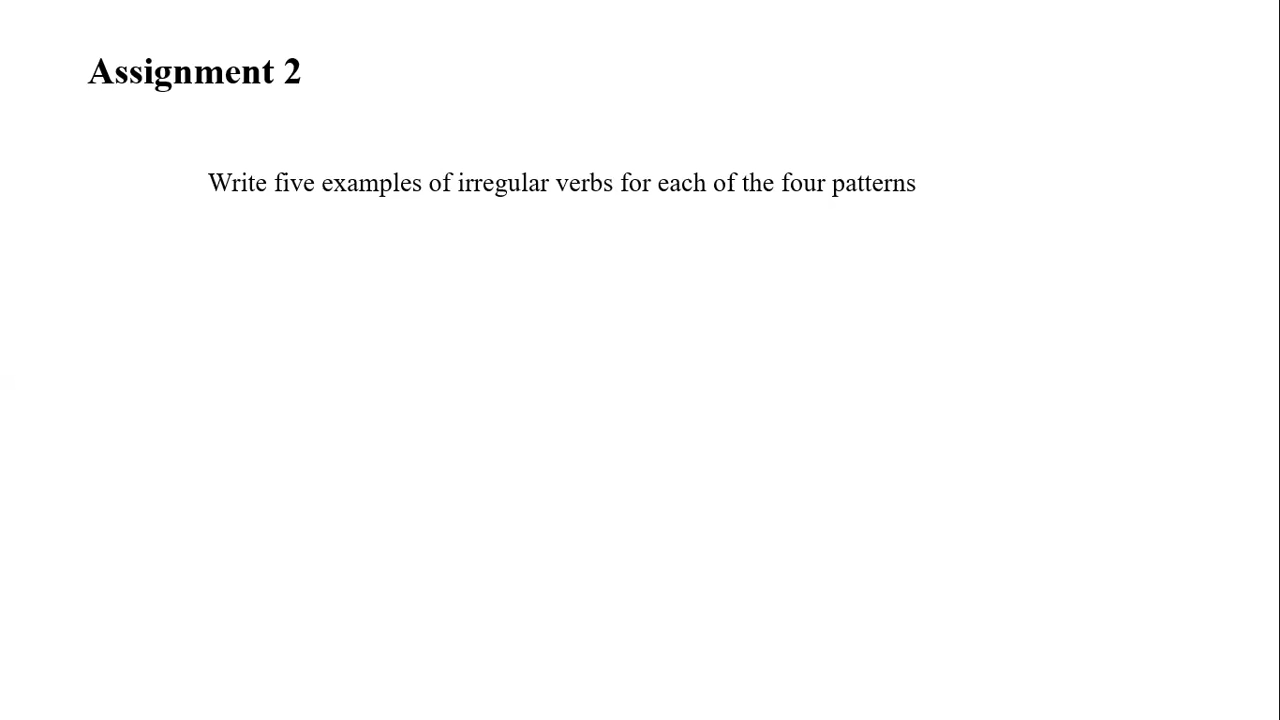 Assignment 2
Write five examples of irregular verbs for each of the four patterns